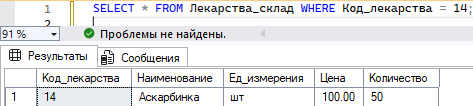 1 SELECT * FROM Лекарства_склад WHERE Код_лекарства = 14;
2
91 % Проблемы не найдены.
Результаты Сообщения
Код_лекарства Наименование Ед_измерения Цена Количество
1 14 Аскарбинка шт 100.00 50